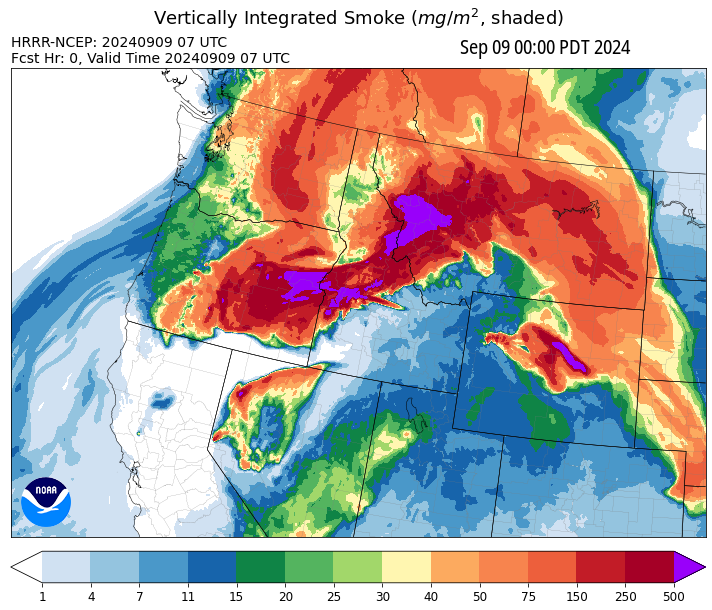 Vertically Integrated Smoke (mg/m², shaded)
HRRR-NCEP: 20240909 07 UTC
Fcst Hr: 0, Valid Time 20240909 07 UTC
Sep 09 00:00 PDT 2024
NOAA
1 4 7 11 15 20 25 30 40 50 75 150 250 500